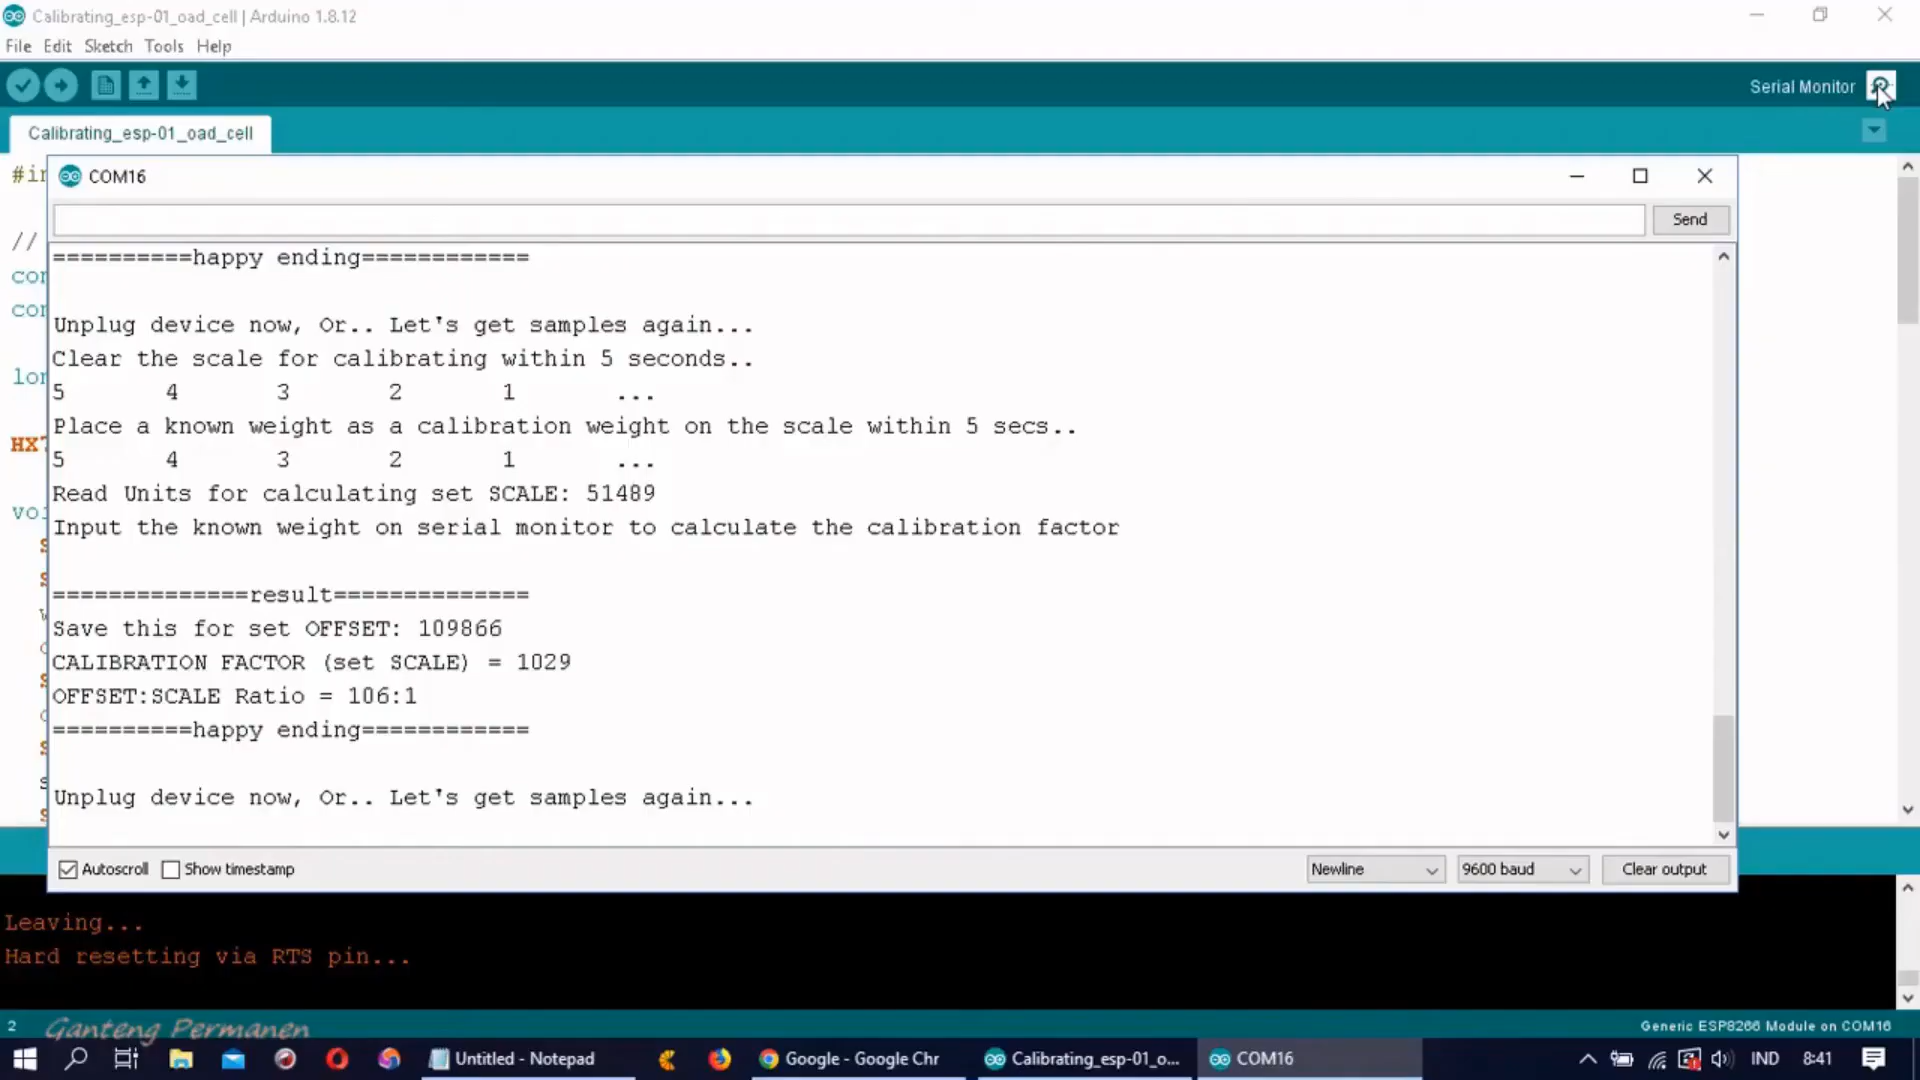 Calibrating_esp-01_oad_cell | Arduino 1.8.12
File Edit Sketch Tools Help
Serial Monitor
Calibrating_esp-01_oad_cell
COM16
Send
==========happy ending============
Unplug device now, Or.. Let's get samples again...
Clear the scale for calibrating within 5 seconds..
5 4 3 2 1 ...
Place a known weight as a calibration weight on the scale within 5 secs..
5 4 3 2 1 ...
Read Units for calculating set SCALE: 51489
Input the known weight on serial monitor to calculate the calibration factor
==============result==============
Save this for set OFFSET: 109866
CALIBRATION FACTOR (set SCALE) = 1029
OFFSET:SCALE Ratio = 106:1
==========happy ending============
Unplug device now, Or.. Let's get samples again...
Autoscroll Show timestamp Newline 9600 baud Clear output
Leaving...
Hard resetting via RTS pin...
2 Ganteng Permanen Generic ESP8266 Module on COM16
Untitled - Notepad Google - Google Chr Calibrating_esp-01_o... COM16 IND 8:41